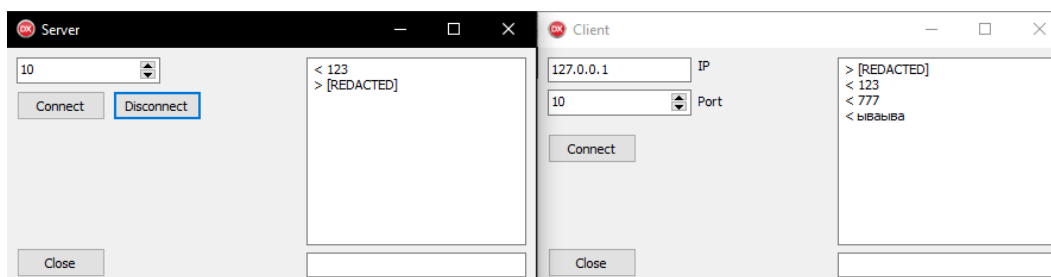 Server
10
Connect
Disconnect
< 123
> [REDACTED]
Close
Client
127.0.0.1
IP
10
Port
Connect
> [REDACTED]
< 123
< 777
< ываыва
Close